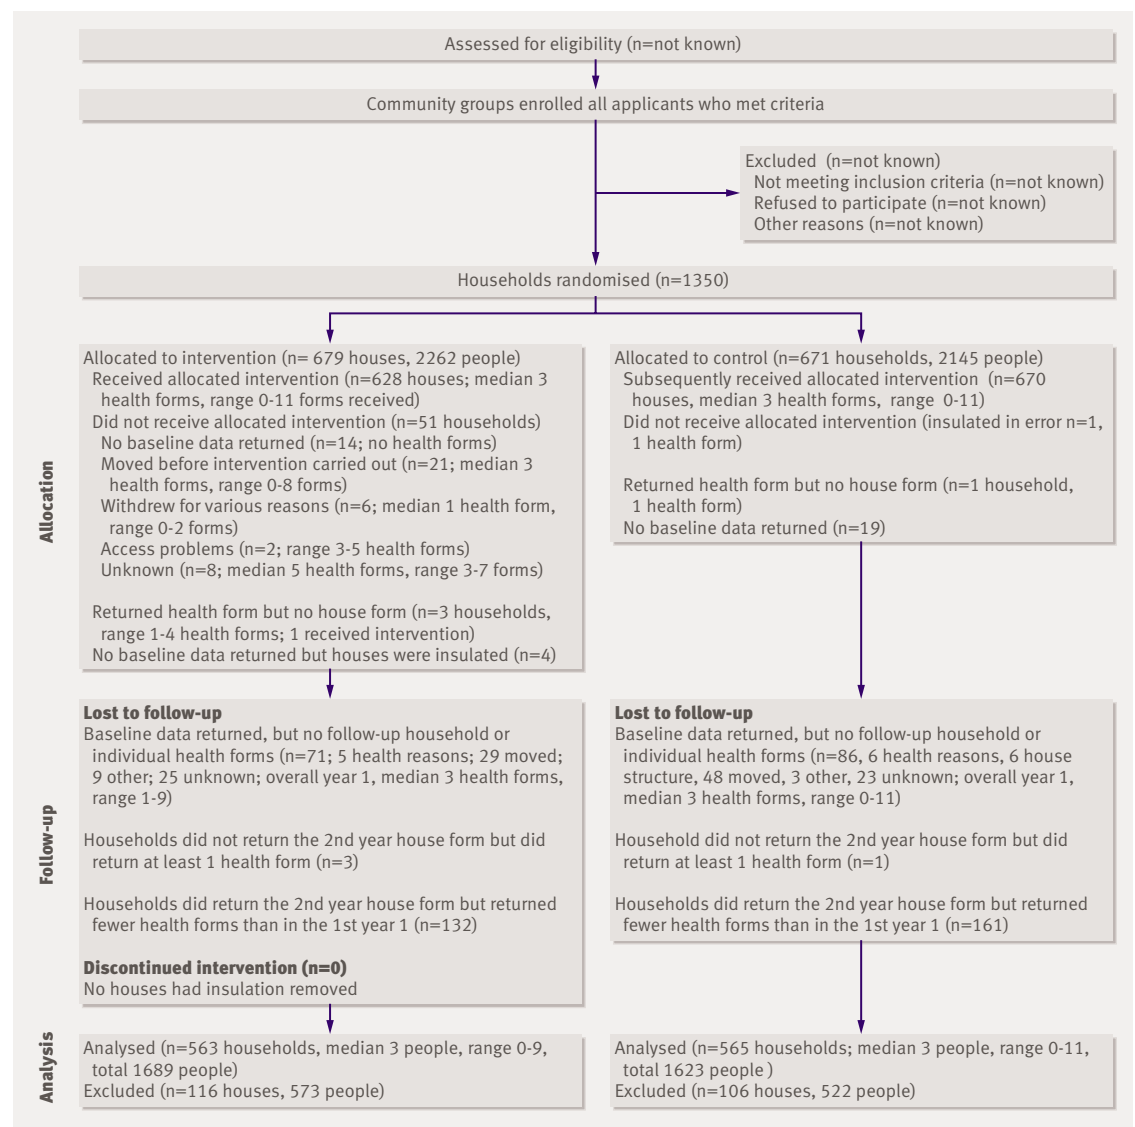 Assessed for eligibility (n=not known)
Community groups enrolled all applicants who met criteria
Excluded (n=not known)
Not meeting inclusion criteria (n=not known)
Refused to participate (n=not known)
Other reasons (n=not known)
Households randomised (n=1350)
Allocation
Allocated to intervention (n= 679 houses, 2262 people)
Received allocated intervention (n=628 houses; median 3
health forms, range 0-11 forms received)
Did not receive allocated intervention (n=51 households)
No baseline data returned (n=14; no health forms)
Moved before intervention carried out (n=21; median 3
health forms, range 0-8 forms)
Withdrew for various reasons (n=6; median 1 health form,
range 0-2 forms)
Access problems (n=2; range 3-5 health forms)
Unknown (n=8; median 5 health forms, range 3-7 forms)
Returned health form but no house form (n=3 households,
range 1-4 health forms; 1 received intervention)
No baseline data returned but houses were insulated (n=4)
Allocated to control (n=671 households, 2145 people)
Subsequently received allocated intervention (n=670
houses, median 3 health forms, range 0-11)
Did not receive allocated intervention (insulated in error n=1,
1 health form)
Returned health form but no house form (n=1 household,
1 health form)
No baseline data returned (n=19)
Follow-up
Lost to follow-up
Baseline data returned, but no follow-up household or
individual health forms (n=71; 5 health reasons; 29 moved;
9 other; 25 unknown; overall year 1, median 3 health forms,
range 1-9)
Households did not return the 2nd year house form but did
return at least 1 health form (n=3)
Households did return the 2nd year house form but returned
fewer health forms than in the 1st year 1 (n=132)
Discontinued intervention (n=0)
No houses had insulation removed
Lost to follow-up
Baseline data returned, but no follow-up household or
individual health forms (n=86, 6 health reasons, 6 house
structure, 48 moved, 3 other, 23 unknown; overall year 1,
median 3 health forms, range 0-11)
Household did not return the 2nd year house form but did
return at least 1 health form (n=1)
Households did return the 2nd year house form but returned
fewer health forms than in the 1st year 1 (n=161)
Analysis
Analysed (n=563 households, median 3 people, range 0-9,
total 1689 people)
Excluded (n=116 houses, 573 people)
Analysed (n=565 households; median 3 people, range 0-11,
total 1623 people )
Excluded (n=106 houses, 522 people)